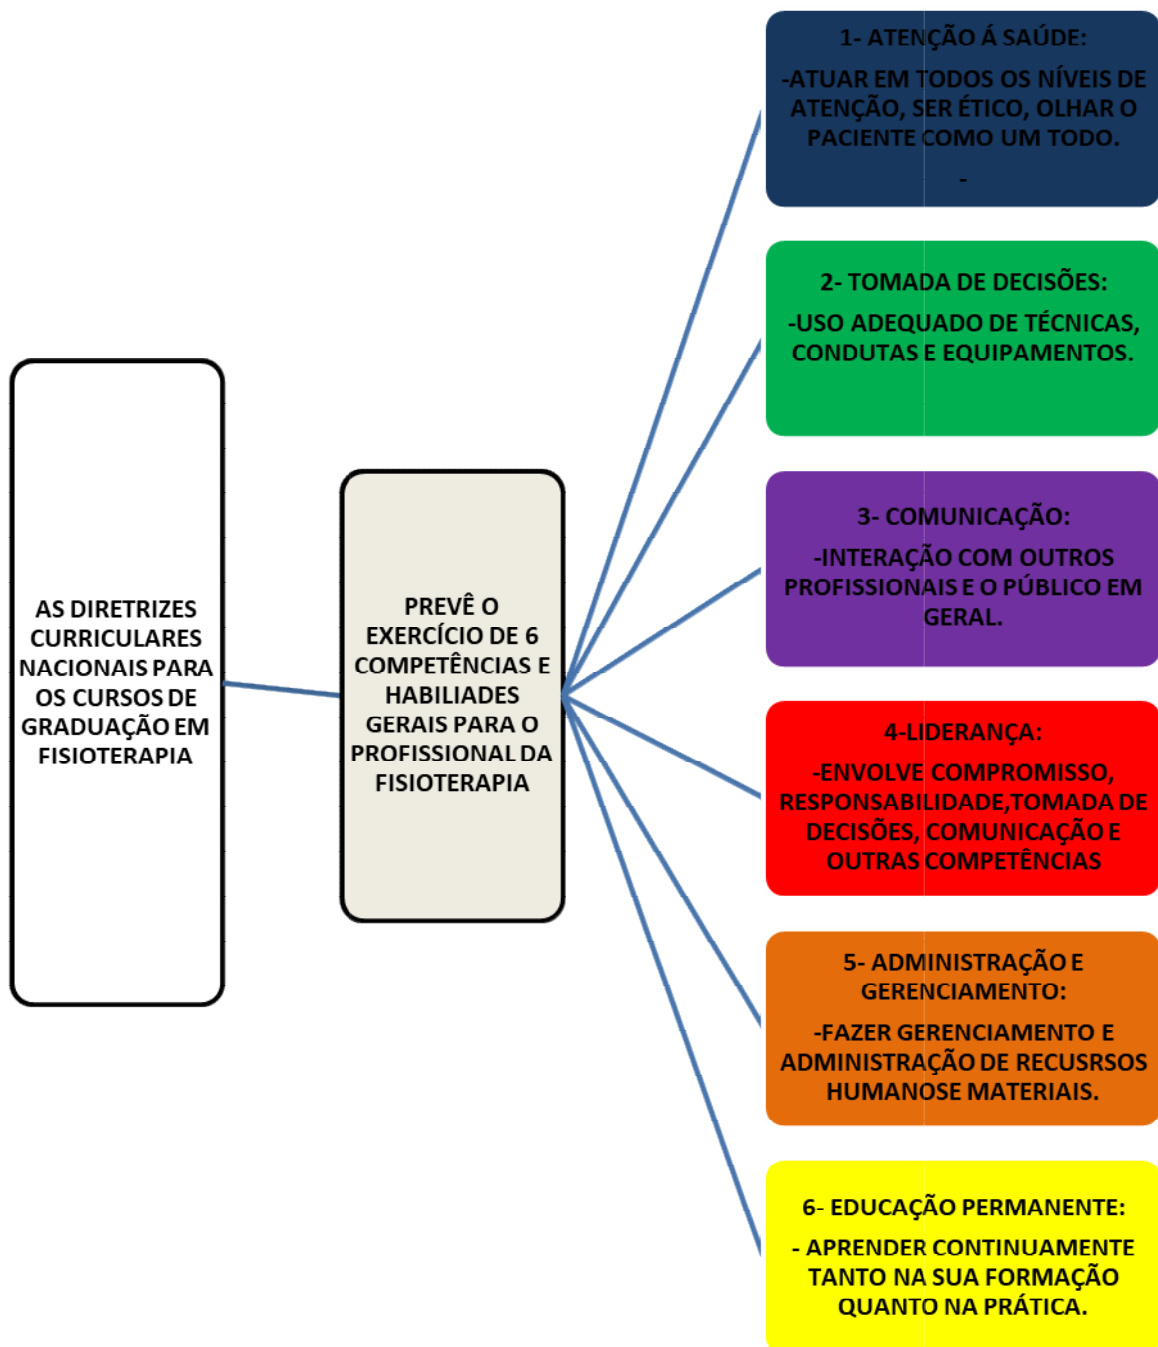 AS DIRETRIZES
CURRICULARES
NACIONAIS PARA
OS CURSOS DE
GRADUAÇÃO EM
FISIOTERAPIA
PREVÊ O
EXERCÍCIO DE 6
COMPETÊNCIAS E
HABILIADES
GERAIS PARA O
PROFISSIONAL DA
FISIOTERAPIA
1- ATENÇÃO Á SAÚDE:
-ATUAR EM TODOS OS NÍVEIS DE
ATENÇÃO, SER ÉTICO, OLHAR O
PACIENTE COMO UM TODO.
-
2- TOMADA DE DECISÕES:
-USO ADEQUADO DE TÉCNICAS,
CONDUTAS E EQUIPAMENTOS.
3- COMUNICAÇÃO:
-INTERAÇÃO COM OUTROS
PROFISSIONAIS E O PÚBLICO EM
GERAL.
4-LIDERANÇA:
-ENVOLVE COMPROMISSO,
RESPONSABILIDADE,TOMADA DE
DECISÕES, COMUNICAÇÃO E
OUTRAS COMPETÊNCIAS
5- ADMINISTRAÇÃO E
GERENCIAMENTO:
-FAZER GERENCIAMENTO E
ADMINISTRAÇÃO DE RECUSRSOS
HUMANOSE MATERIAIS.
6- EDUCAÇÃO PERMANENTE:
- APRENDER CONTINUAMENTE
TANTO NA SUA FORMAÇÃO
QUANTO NA PRÁTICA.